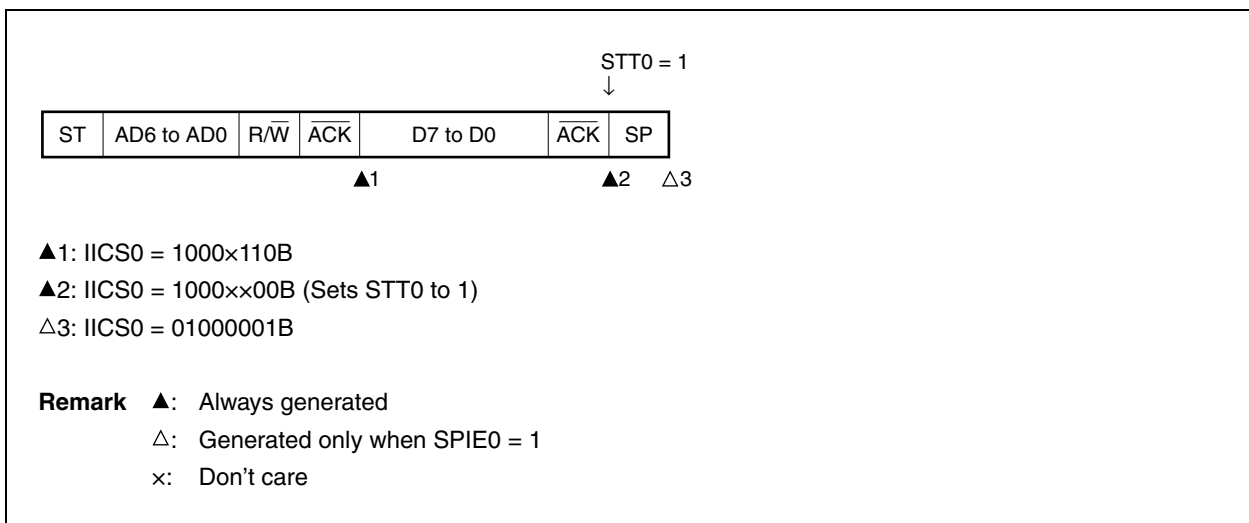 STT0 = 1
↓
ST AD6 to AD0 R/W̅ A̅C̅K̅ D7 to D0 A̅C̅K̅ SP
▲1 ▲2 △3
▲1: IICS0 = 1000×110B
▲2: IICS0 = 1000××00B (Sets STT0 to 1)
△3: IICS0 = 01000001B
Remark ▲: Always generated
△: Generated only when SPIE0 = 1
×: Don't care